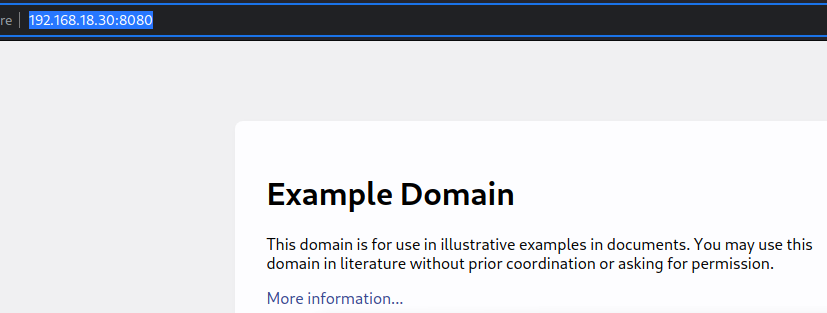 re 192.168.18.30:8080
Example Domain
This domain is for use in illustrative examples in documents. You may use this
domain in literature without prior coordination or asking for permission.
More information...